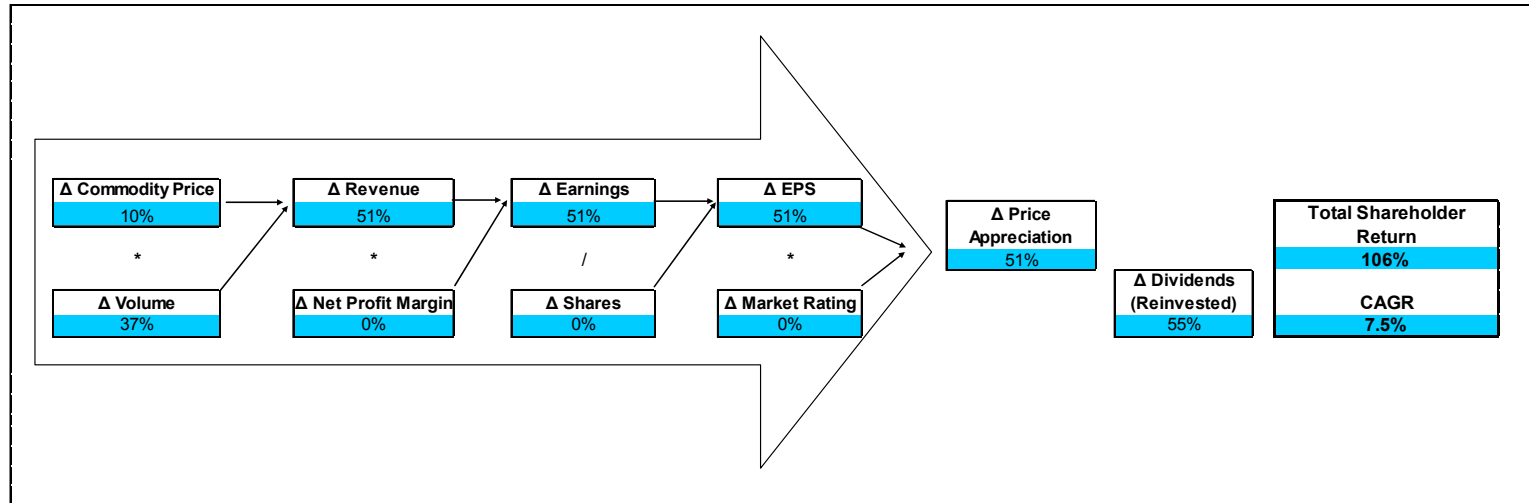 Δ Commodity Price
10%
*
Δ Volume
37%
Δ Revenue
51%
*
Δ Net Profit Margin
0%
Δ Earnings
51%
/
Δ Shares
0%
Δ EPS
51%
*
Δ Market Rating
0%
Δ Price
Appreciation
51%
Δ Dividends
(Reinvested)
55%
Total Shareholder
Return
106%
CAGR
7.5%